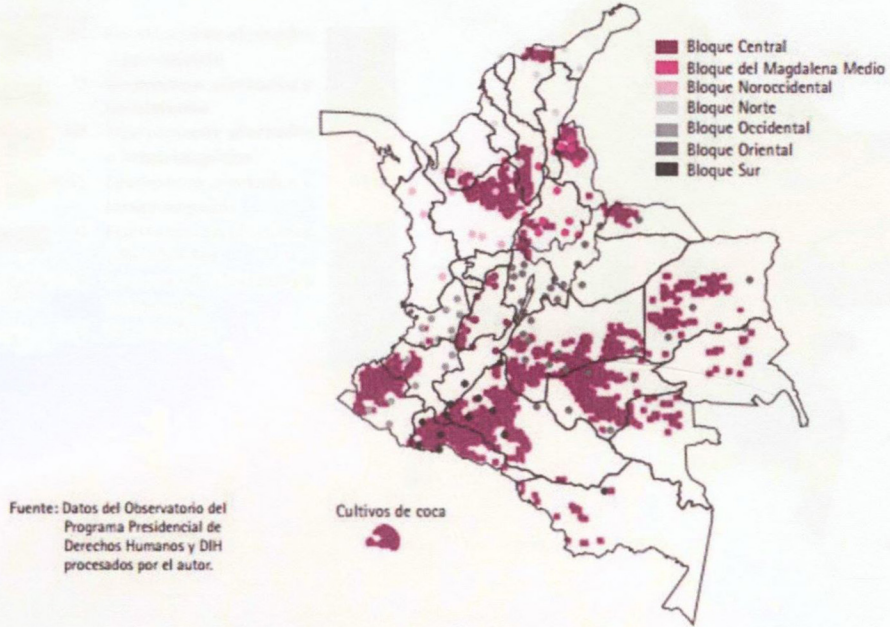 Bloque Central
Bloque del Magdalena Medio
Bloque Noroccidental
Bloque Norte
Bloque Occidental
Bloque Oriental
Bloque Sur
Fuente: Datos del Observatorio del
Programa Presidencial de
Derechos Humanos y DIH
procesados por el autor.
Cultivos de coca